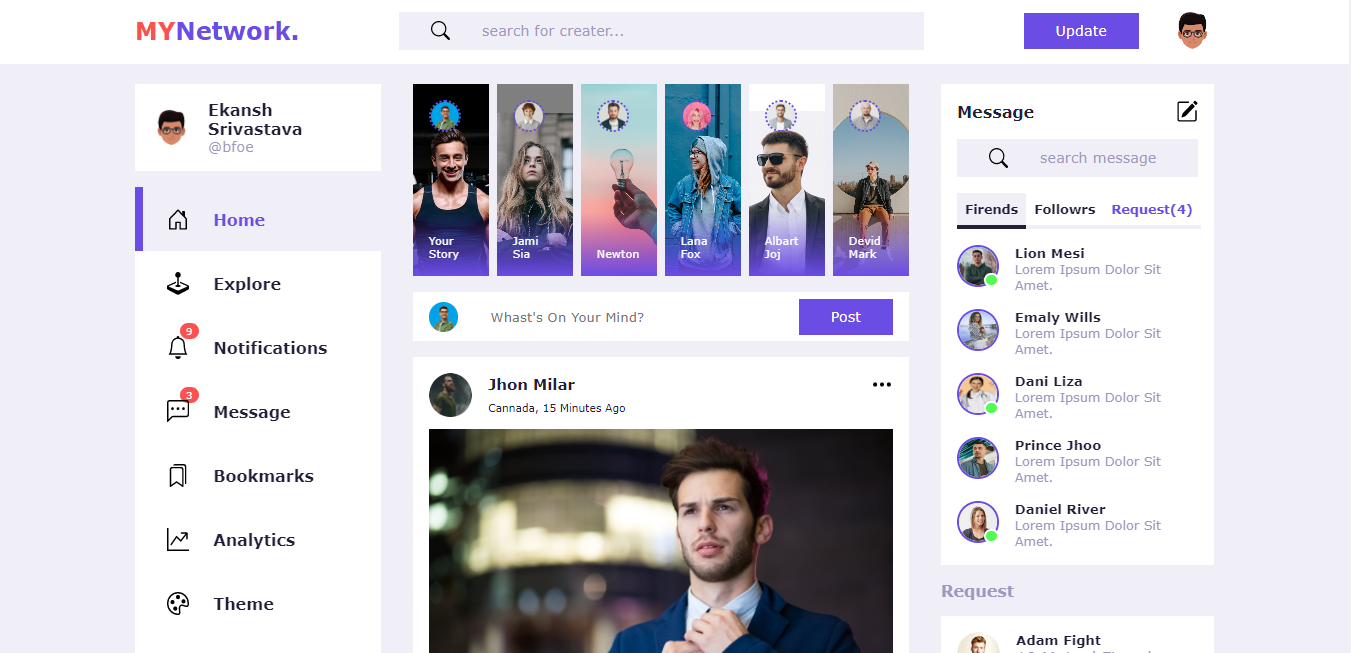 MYNetwork.
search for creater...
Update
Ekansh
Srivastava
@bfoe
Home
Explore
9
Notifications
3
Message
Bookmarks
Analytics
Theme
Your
Story
Jami
Sia
Newton
Lana
Fox
Albart
Joj
Devid
Mark
Whast's On Your Mind?
Post
Jhon Milar
Cannada, 15 Minutes Ago
Message
search message
Firends
Followrs
Request(4)
Lion Mesi
Lorem Ipsum Dolor Sit
Amet.
Emaly Wills
Lorem Ipsum Dolor Sit
Amet.
Dani Liza
Lorem Ipsum Dolor Sit
Amet.
Prince Jhoo
Lorem Ipsum Dolor Sit
Amet.
Daniel River
Lorem Ipsum Dolor Sit
Amet.
Request
Adam Fight